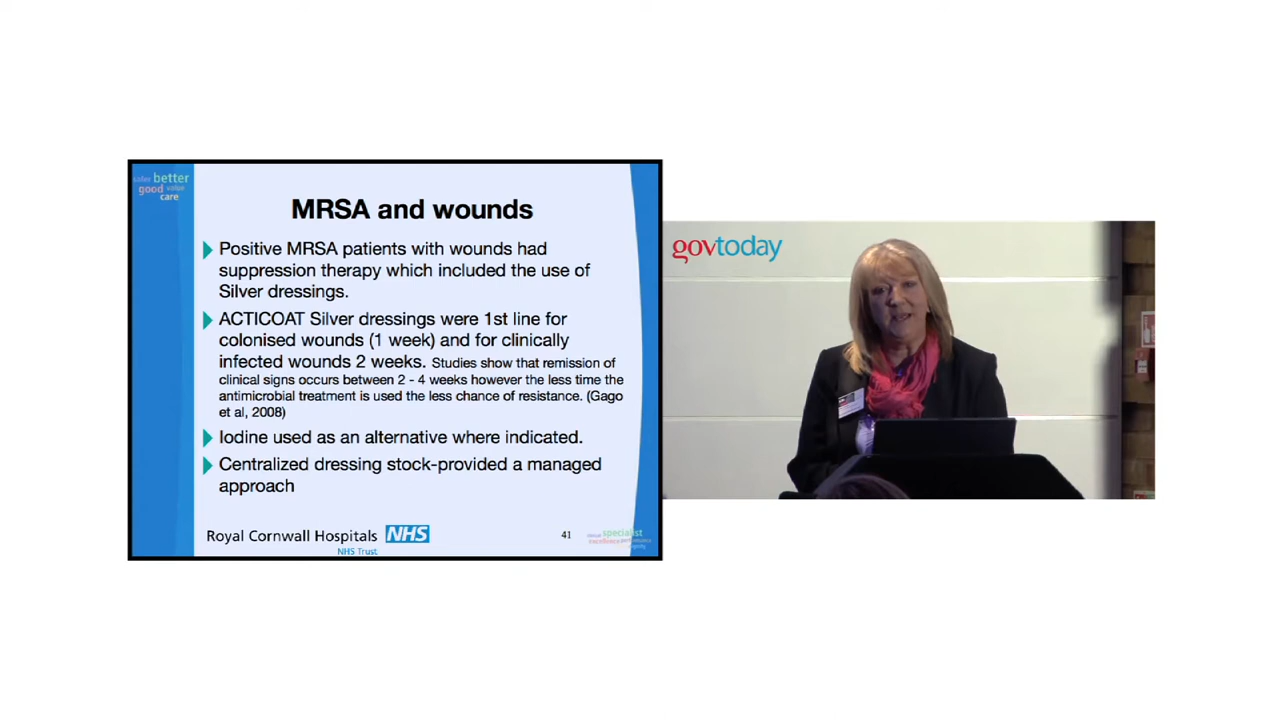 safer better
good value
care
MRSA and wounds
Positive MRSA patients with wounds had
suppression therapy which included the use of
Silver dressings.
ACTICOAT Silver dressings were 1st line for
colonised wounds (1 week) and for clinically
infected wounds 2 weeks. Studies show that remission of
clinical signs occurs between 2 - 4 weeks however the less time the
antimicrobial treatment is used the less chance of resistance. (Gago
et al, 2008)
Iodine used as an alternative where indicated.
Centralized dressing stock-provided a managed
approach
Royal Cornwall Hospitals NHS
NHS Trust
41
specialist
excellence
govtoday